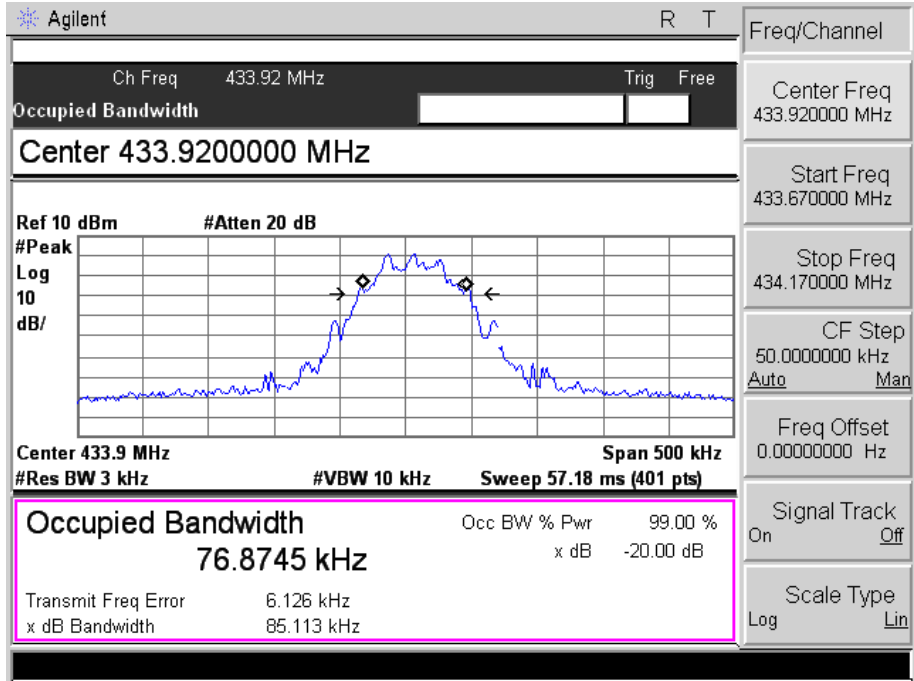 Agilent R T
Ch Freq 433.92 MHz Trig Free
Occupied Bandwidth
Center 433.9200000 MHz
Ref 10 dBm #Atten 20 dB
#Peak
Log
10
dB/
Center 433.9 MHz Span 500 kHz
#Res BW 3 kHz #VBW 10 kHz Sweep 57.18 ms (401 pts)
Occupied Bandwidth Occ BW % Pwr 99.00 %
76.8745 kHz x dB -20.00 dB
Transmit Freq Error 6.126 kHz
x dB Bandwidth 85.113 kHz
Freq/Channel
Center Freq
433.920000 MHz
Start Freq
433.670000 MHz
Stop Freq
434.170000 MHz
CF Step
50.0000000 kHz
Auto Man
Freq Offset
0.00000000 Hz
Signal Track
On Off
Scale Type
Log Lin